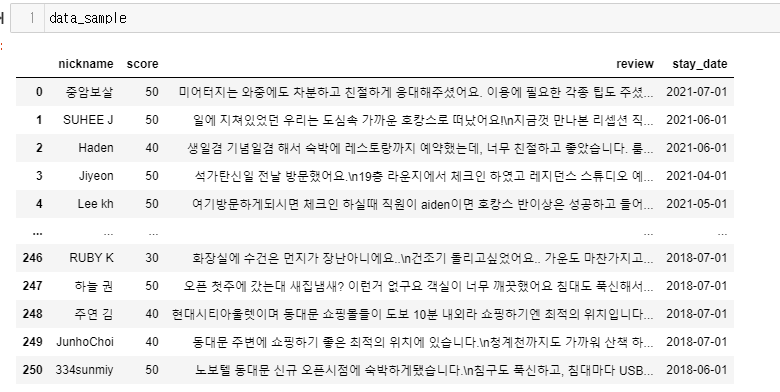 1 data_sample
nickname score review stay_date
0 중암보살 50 미어터지는 와중에도 차분하고 친절하게 응대해주셨어요. 이용에 필요한 각종 팁도 주셨... 2021-07-01
1 SUHEE J 50 일에 지쳐있었던 우리는 도심속 가까운 호캉스로 떠났어요!\n지금껏 만나본 리셉션 직... 2021-06-01
2 Haden 40 생일겸 기념일겸 해서 숙박에 레스토랑까지 예약했는데, 너무 친절하고 좋았습니다. 룸... 2021-06-01
3 Jiyeon 50 석가탄신일 전날 방문했어요.\n19층 라운지에서 체크인 하였고 레지던스 스튜디오 예... 2021-04-01
4 Lee kh 50 여기방문하게되시면 체크인 하실때 직원이 aiden이면 호캉스 반이상은 성공하고 들어... 2021-05-01
... ... ... ... ...
246 RUBY K 30 화장실에 수건은 먼지가 장난아니에요..\n건조기 돌리고싶었어요.. 가운도 마찬가지고... 2018-07-01
247 하늘 권 50 오픈 첫주에 갔는대 새집냄새? 이런거 없구요 객실이 너무 깨끗했어요 침대도 푹신해서... 2018-07-01
248 주연 김 40 현대시티아울렛이며 동대문 쇼핑몰들이 도보 10분 내외라 쇼핑하기엔 최적의 위치입니다... 2018-07-01
249 JunhoChoi 40 동대문 주변에 쇼핑하기 좋은 최적의 위치에 있습니다.\n청계천까지도 가까워 산책 하... 2018-07-01
250 334sunmiy 50 노보텔 동대문 신규 오픈시점에 숙박하게됐습니다.\n침구도 푹신하고, 침대마다 USB... 2018-06-01